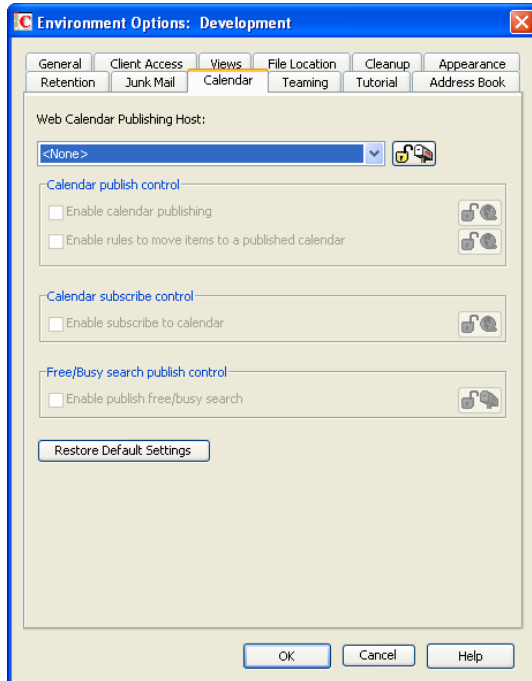 C Environment Options: Development
General Client Access Views File Location Cleanup Appearance
Retention Junk Mail Calendar Teaming Tutorial Address Book
Web Calendar Publishing Host:
<None>
Calendar publish control
Enable calendar publishing
Enable rules to move items to a published calendar
Calendar subscribe control
Enable subscribe to calendar
Free/Busy search publish control
Enable publish free/busy search
Restore Default Settings
OK Cancel Help